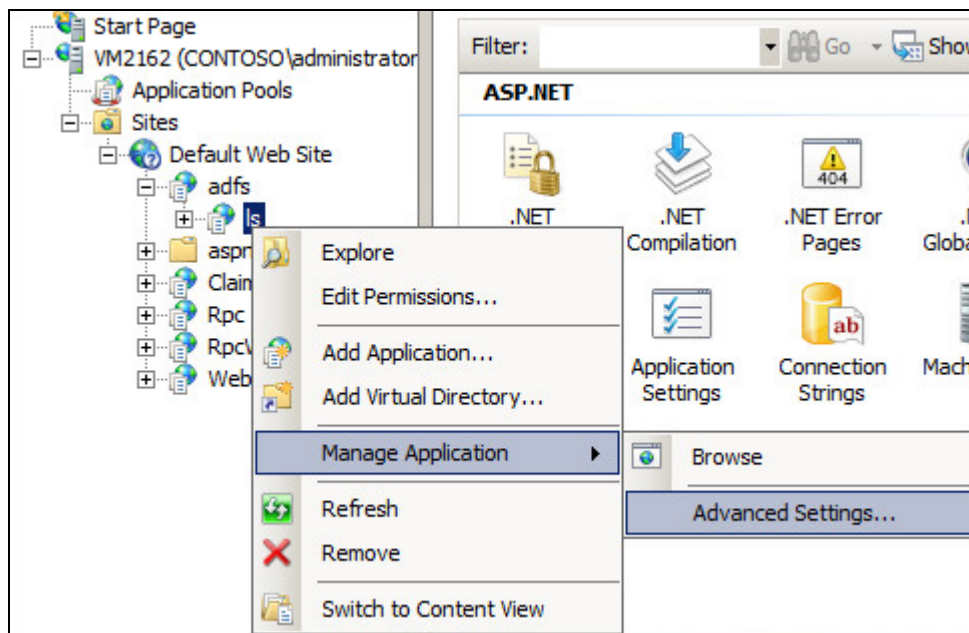 Start Page
VM2162 (CONTOSO\administrator
Application Pools
Sites
Default Web Site
adfs
ls
Filter:
Go
ASP.NET
404
.NET
.NET
Compilation
.NET Error
Pages
ab
Application
Settings
Connection
Strings
Explore
Edit Permissions...
Add Application...
Add Virtual Directory...
Manage Application
Refresh
Remove
Switch to Content View
Browse
Advanced Settings...
Rpc